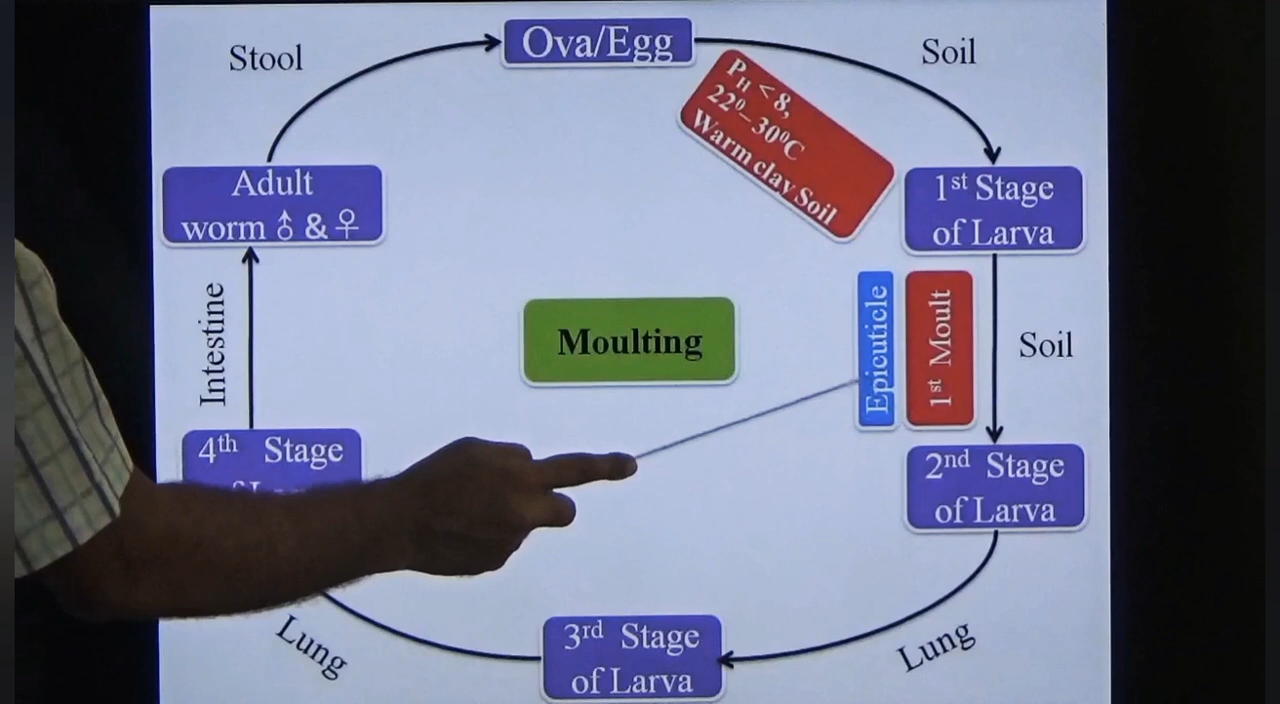 Stool
Ova/Egg
Soil
PH < 8,
22⁰–30⁰C
Warm clay Soil
Adult
worm ♂ & ♀
1st Stage
of Larva
Intestine
Moulting
Epicuticle
1st Moult
Soil
4th Stage
2nd Stage
of Larva
3rd Stage
of Larva
Lung
Lung